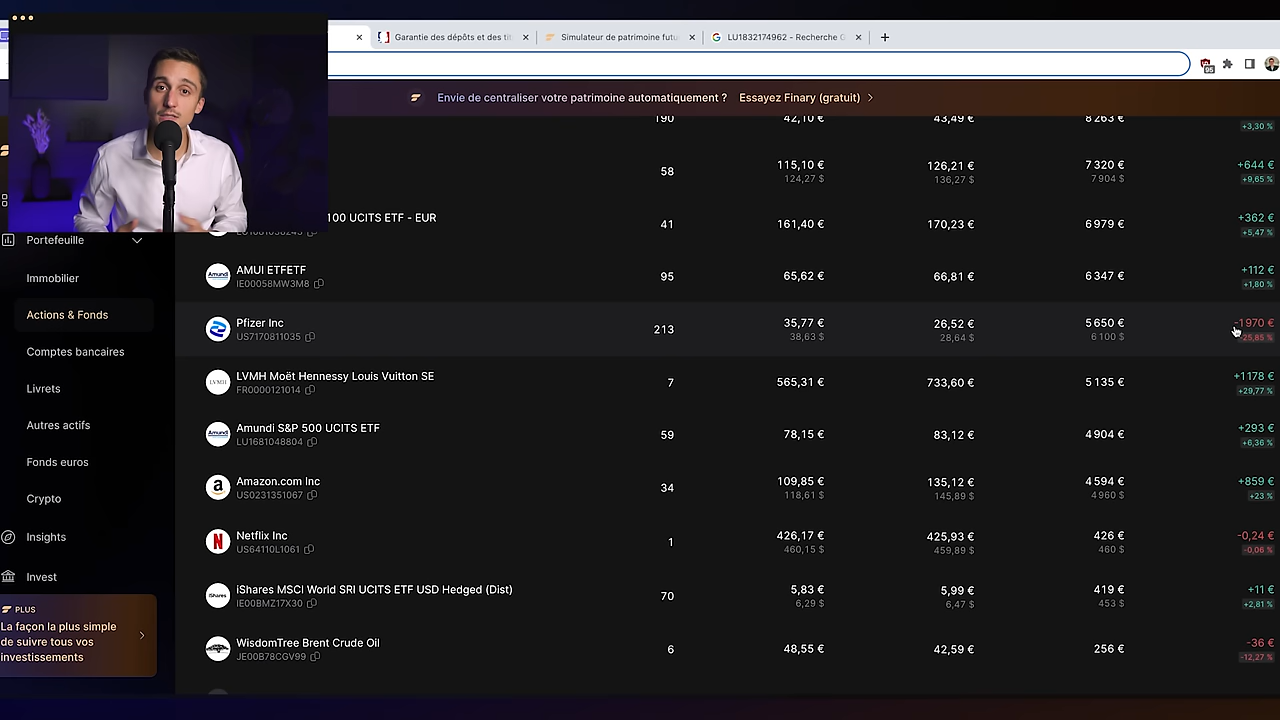 Garantie des dépôts et des tit
Simulateur de patrimoine futu
LU1832174962 - Recherche G
95
Envie de centraliser votre patrimoine automatiquement ? Essayez Finary (gratuit)
190 42,10 € 43,49 € 8 263 €
+3,30 %
58 115,10 € 126,21 € 7 320 € +644 €
124,27 $ 136,27 $ 7 904 $ +9,65 %
100 UCITS ETF - EUR 41 161,40 € 170,23 € 6 979 € +362 €
+5,47 %
Portefeuille
AMUI ETFETF 95 65,62 € 66,81 € 6 347 € +112 €
IE00058MW3M8 +1,80 %
Immobilier
Actions & Fonds
Pfizer Inc 213 35,77 € 26,52 € 5 650 € -1 970 €
US7170811035 38,63 $ 28,64 $ 6 100 $ -25,85 %
Comptes bancaires
LVMH Moët Hennessy Louis Vuitton SE 7 565,31 € 733,60 € 5 135 € +1 178 €
LVMH
FR0000121014 +29,77 %
Livrets
Autres actifs
Amundi S&P 500 UCITS ETF 59 78,15 € 83,12 € 4 904 € +293 €
Amundi
LU1681048804 +6,36 %
Fonds euros
Amazon.com Inc 34 109,85 € 135,12 € 4 594 € +859 €
US0231351067 118,61 $ 145,89 $ 4 960 $ +23 %
Crypto
Insights
Netflix Inc 1 426,17 € 425,93 € 426 € -0,24 €
US64110L1061 460,15 $ 459,89 $ 460 $ -0,06 %
Invest
iShares MSCI World SRI UCITS ETF USD Hedged (Dist) 70 5,83 € 5,99 € 419 € +11 €
iShares
IE00BMZ17X30 6,29 $ 6,47 $ 453 $ +2,81 %
PLUS
La façon la plus simple
de suivre tous vos
investissements
WisdomTree Brent Crude Oil 6 48,55 € 42,59 € 256 € -36 €
JE00B78CGV99 -12,27 %